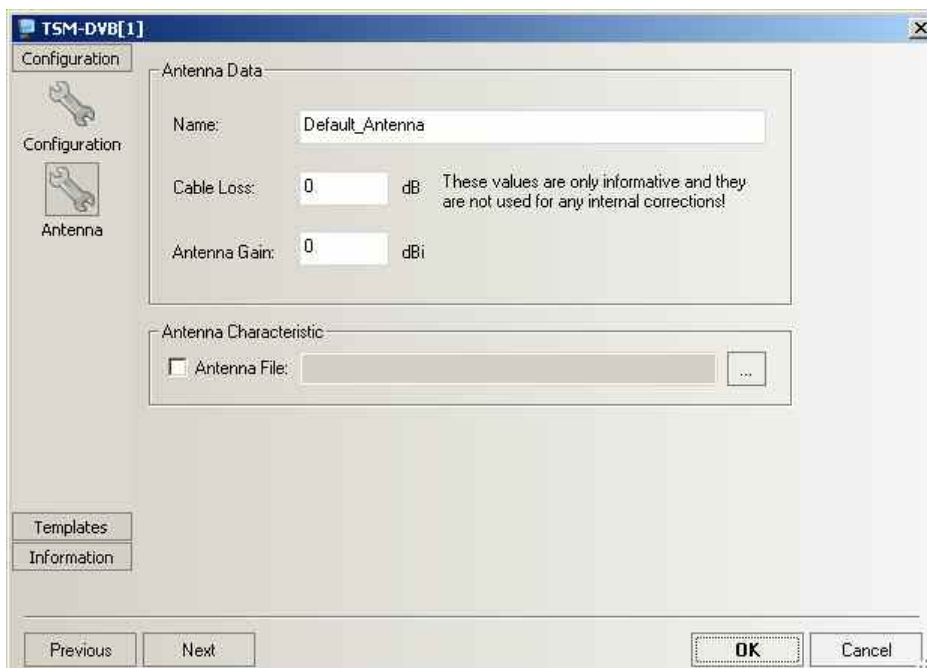 TSM-DVB[1]
Configuration
Configuration
Antenna
Templates
Information
Antenna Data
Name: Default_Antenna
Cable Loss: 0 dB
These values are only informative and they
are not used for any internal corrections!
Antenna Gain: 0 dBi
Antenna Characteristic
Antenna File: ...
Previous Next OK Cancel